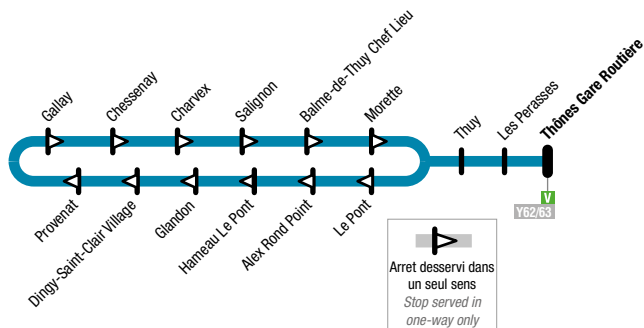 Gallay
Chessenay
Charvex
Salignon
Balme-de-Thuy Chef Lieu
Morette
Thuy
Les Perasses
Thônes Gare Routière
Provenat
Dingy-Saint-Clair Village
Glandon
Hameau Le Pont
Alex Rond Point
Le Pont
V
Y62/63
Arret desservi dans
un seul sens
Stop served in
one-way only